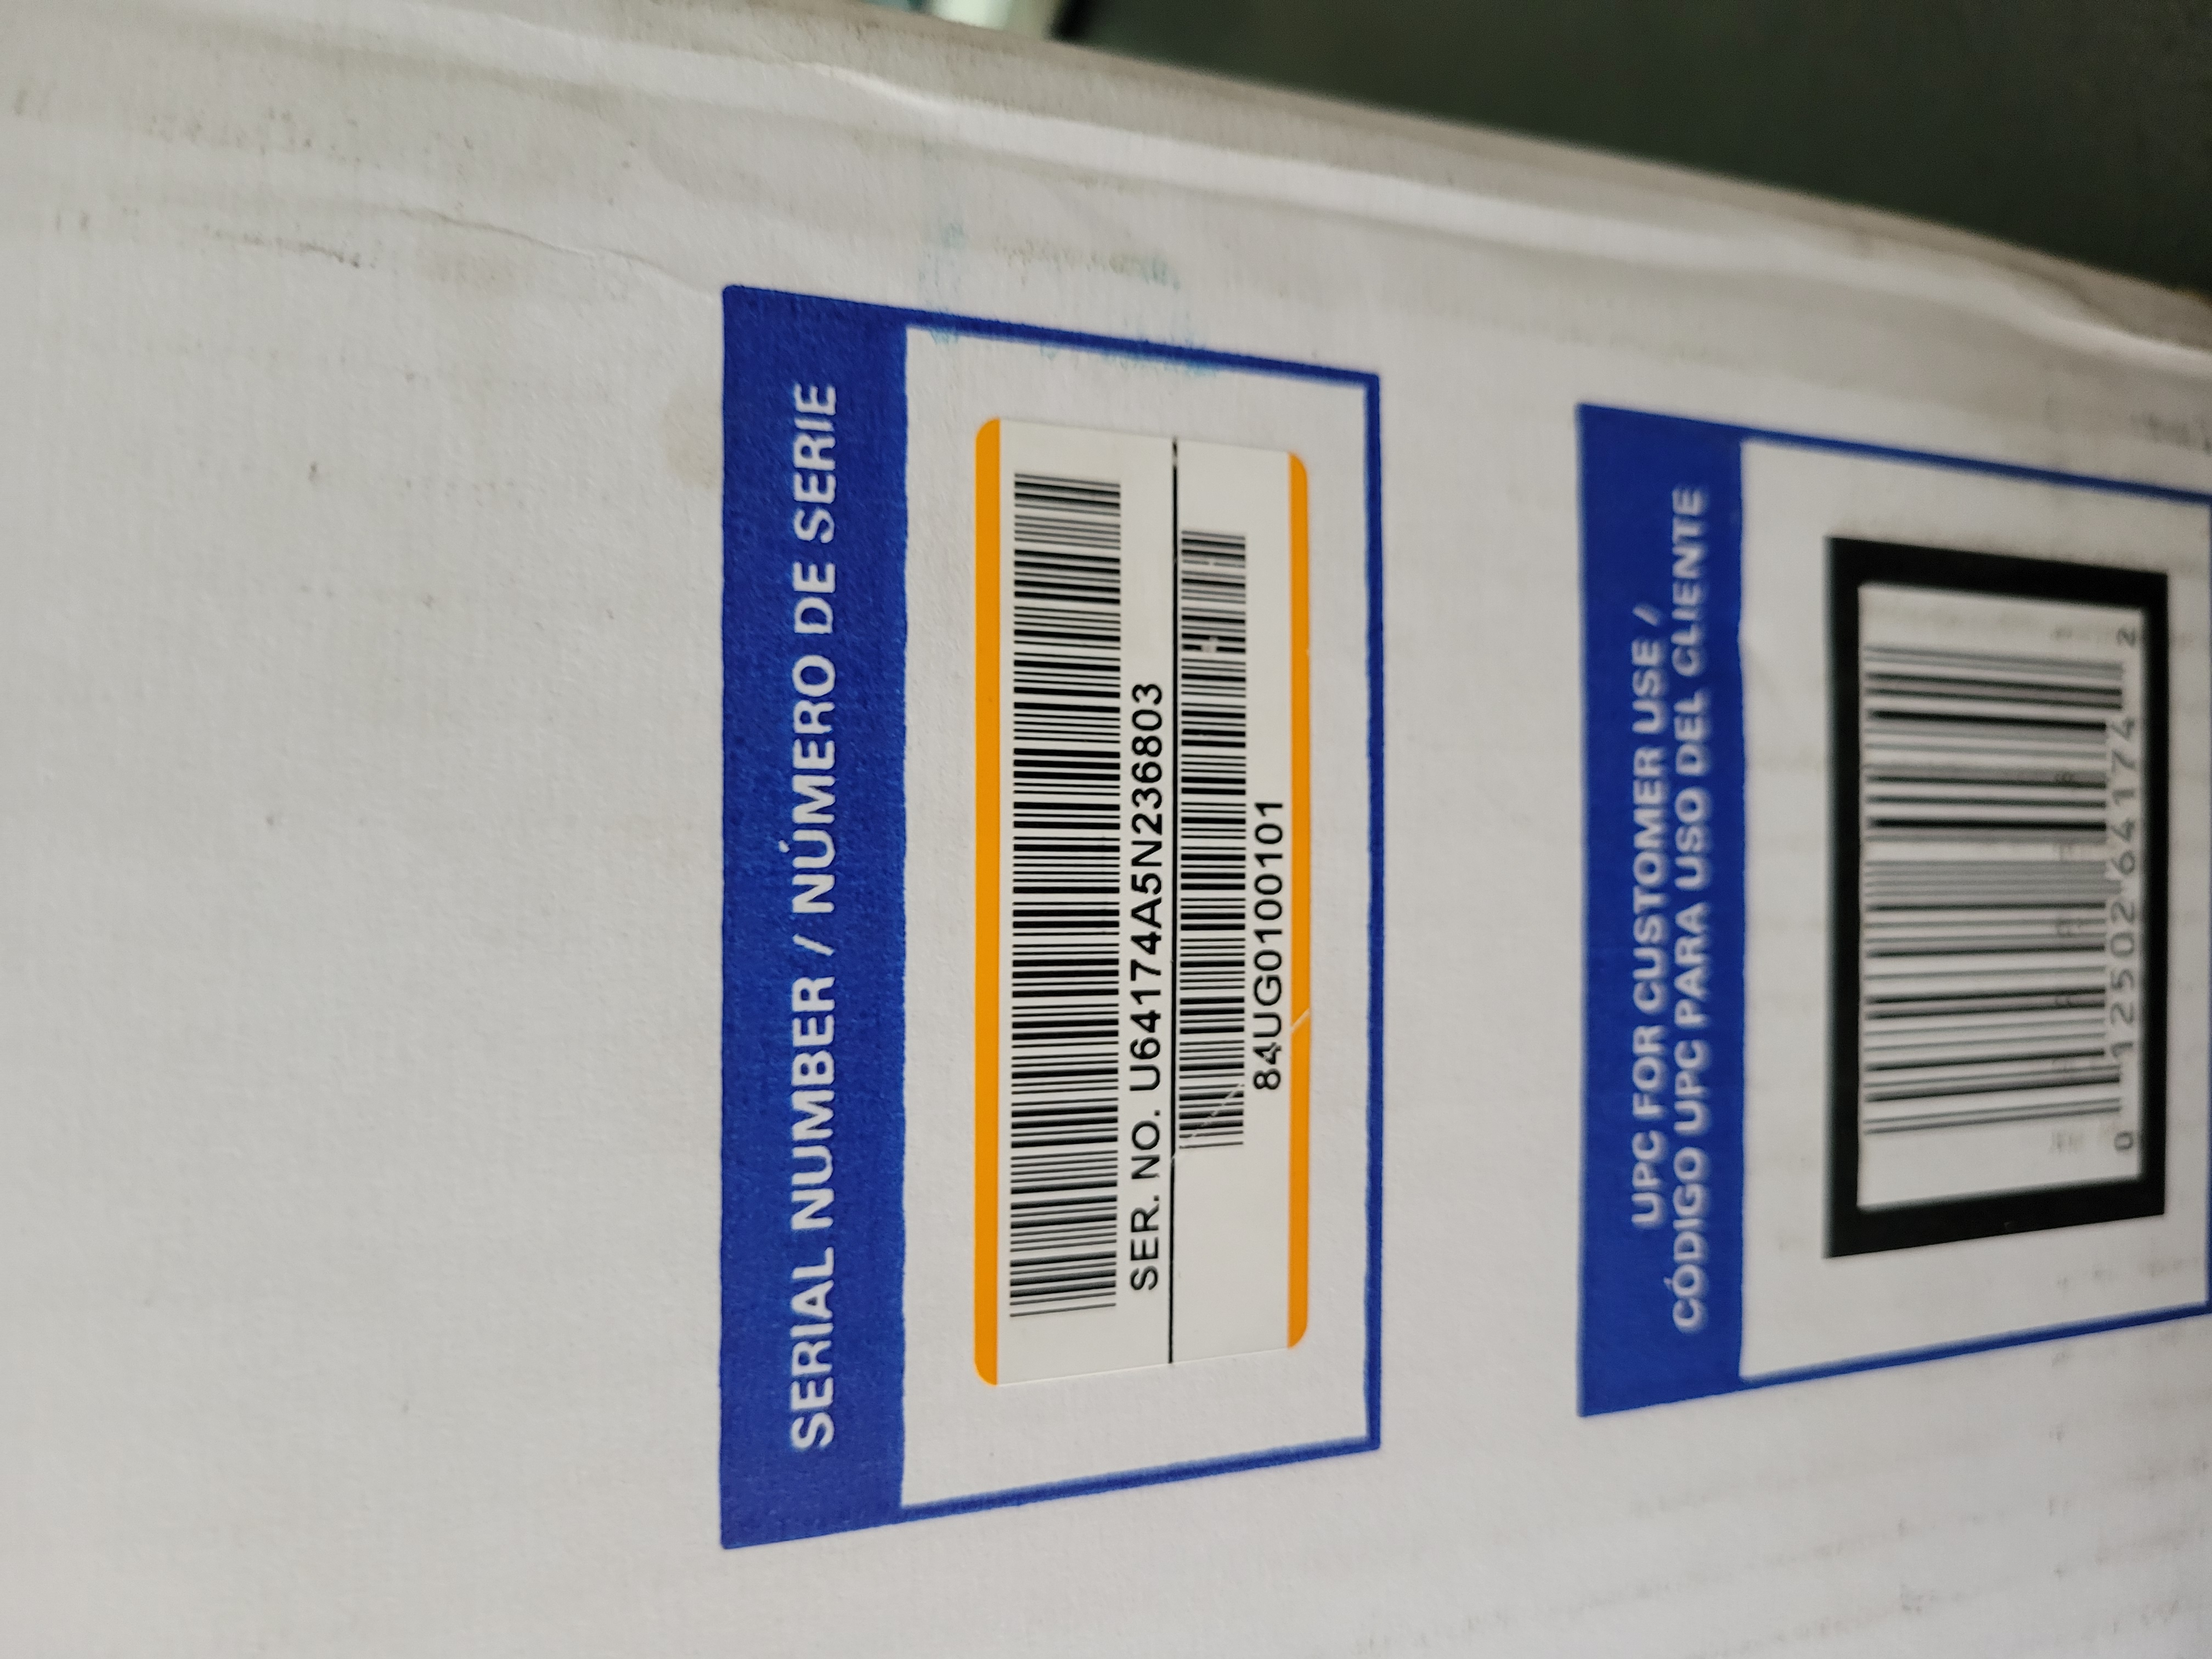 SERIAL NUMBER / NÚMERO DE SERIE
SER. NO. U64174A5N236803
84UG0100101
UPC FOR CUSTOMER USE /
CÓDIGO UPC PARA USO DEL CLIENTE
0 12502 64174 2